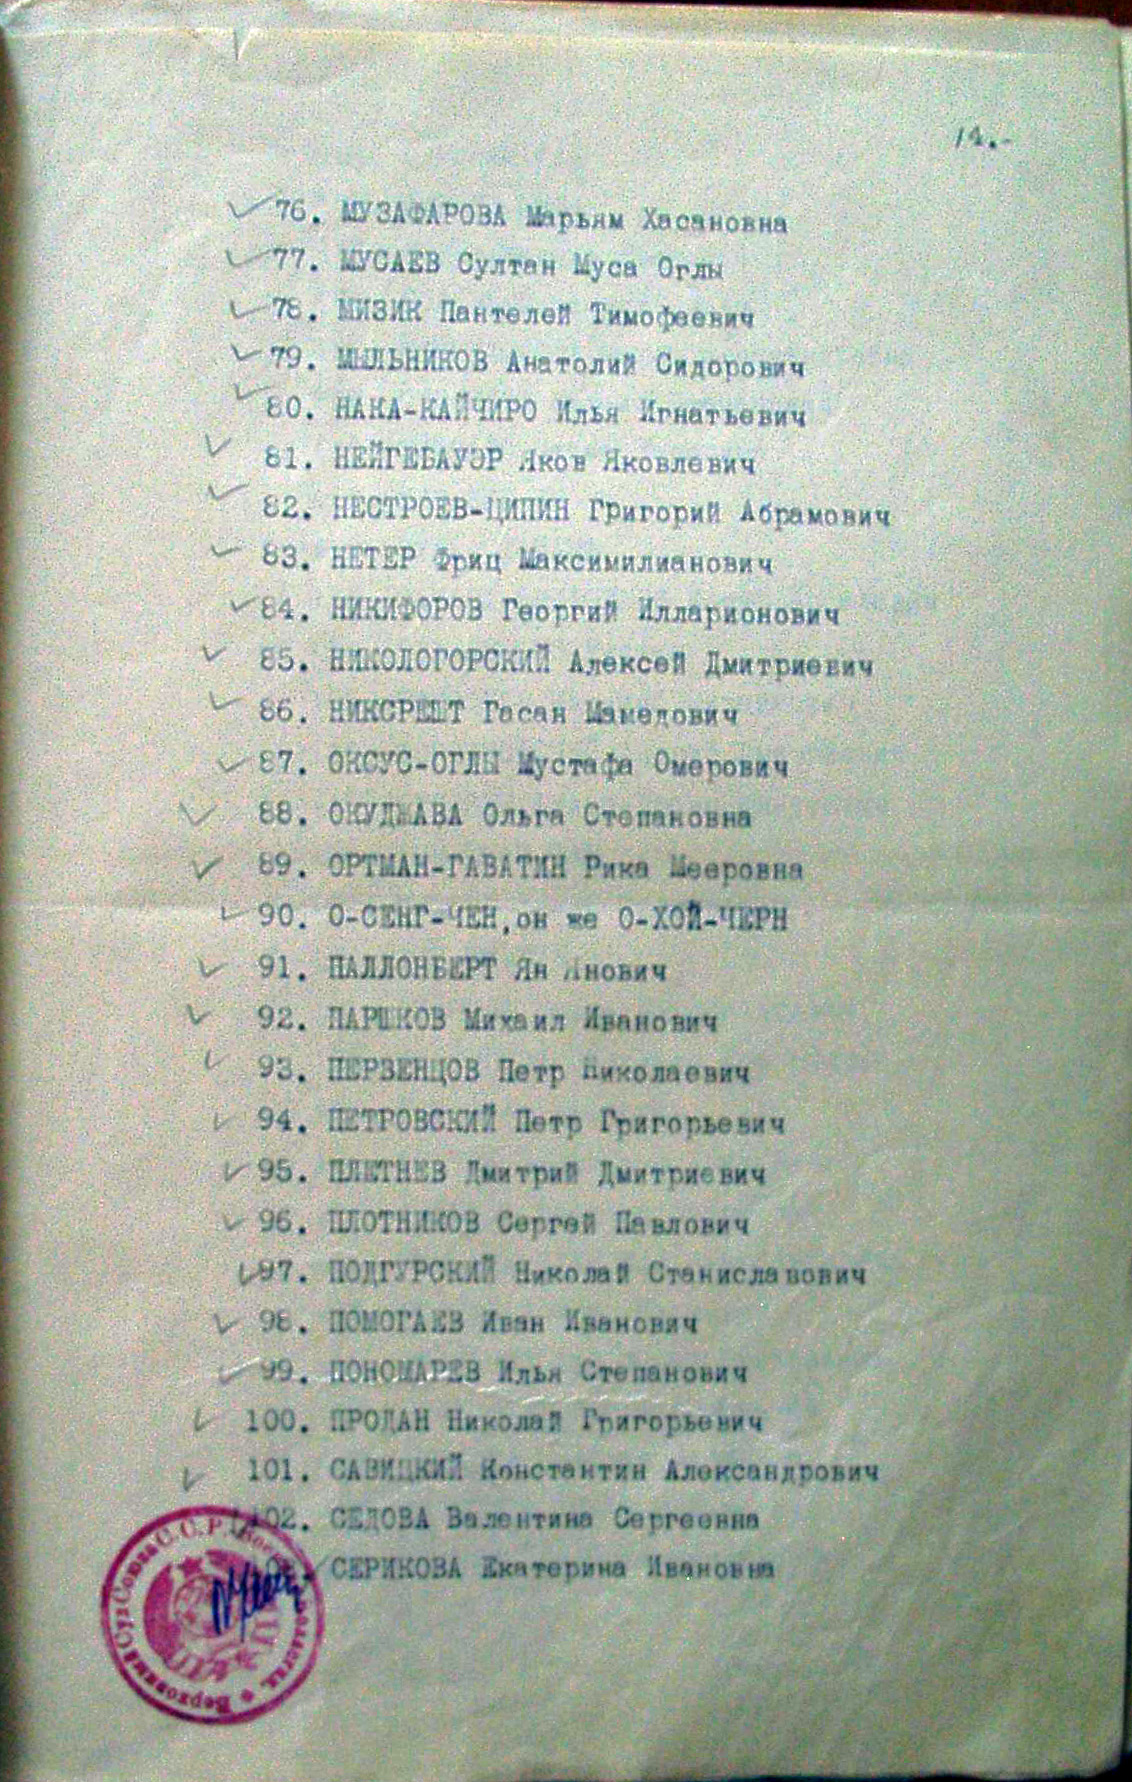 14.-
76. МУЗАФАРОВА Марьям Хасановна
77. МУСАЕВ Султан Муса Оглы
78. МИЗИК Пантелей Тимофеевич
79. МЫЛЬНИКОВ Анатолий Сидорович
80. НАКА-КАЙЧИРО Илья Игнатьевич
81. НЕЙГЕБАУЭР Яков Яковлевич
82. НЕСТРОЕВ-ЦИПИН Григорий Абрамович
83. НЕТЕР Фриц Максимилианович
84. НИКИФОРОВ Георгий Илларионович
85. НИКОЛОГОРСКИЙ Алексей Дмитриевич
86. НИКСРЕШТ Гасан Мамедович
87. ОКСУС-ОГЛЫ Мустафа Омерович
88. ОКУДЖАВА Ольга Степановна
89. ОРТМАН-ГАВАТИН Рика Мееровна
90. О-СЕНГ-ЧЕН, он же О-ХОЙ-ЧЕРН
91. ПАЛЛОНБЕРТ Ян Янович
92. ПАРШКОВ Михаил Иванович
93. ПЕРВЕНЦОВ Петр Николаевич
94. ПЕТРОВСКИЙ Петр Григорьевич
95. ПЛЕТНЕВ Дмитрий Дмитриевич
96. ПЛОТНИКОВ Сергей Павлович
97. ПОДГУРСКИЙ Николай Станиславович
98. ПОМОГАЕВ Иван Иванович
99. ПОНОМАРЕВ Илья Степанович
100. ПРОДАН Николай Григорьевич
101. САВИЦКИЙ Константин Александрович
102. СЕДОВА Валентина Сергеевна
СЕРИКОВА Екатерина Ивановна
Верховный Суд Союза С.С.Р.